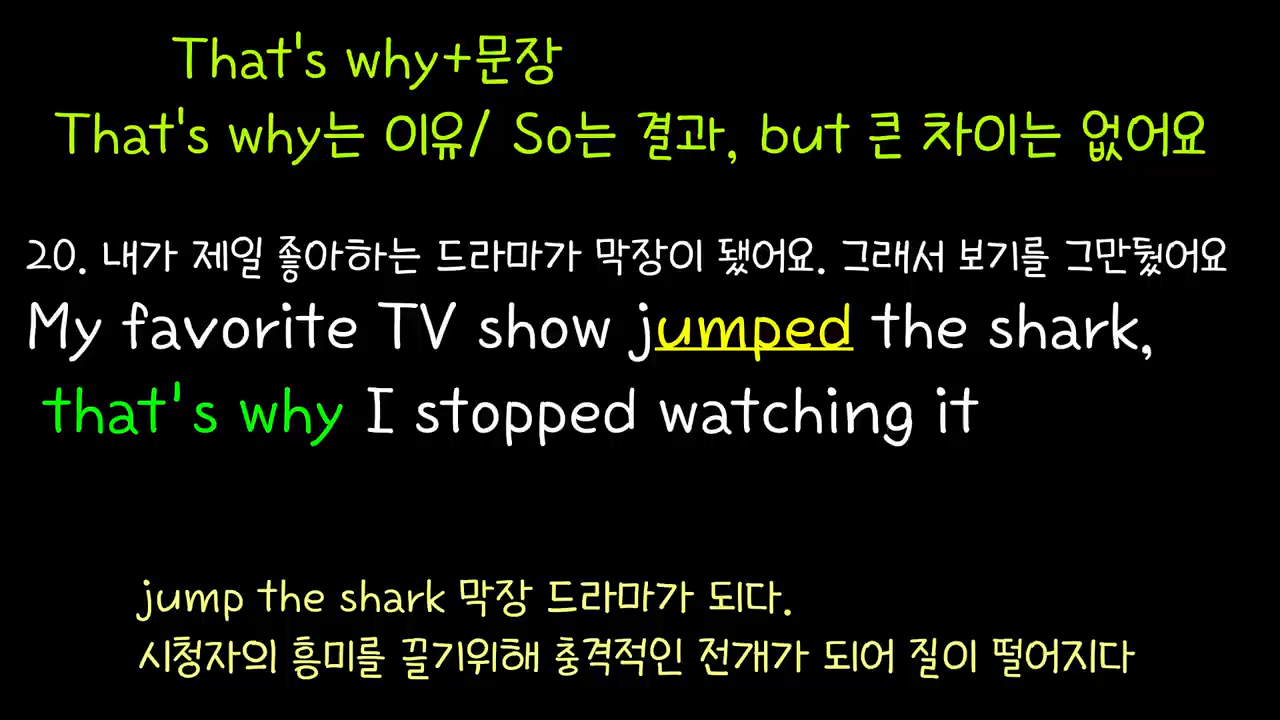 That's why+문장
That's why는 이유/ So는 결과, but 큰 차이는 없어요
20. 내가 제일 좋아하는 드라마가 막장이 됐어요. 그래서 보기를 그만뒀어요
My favorite TV show jumped the shark,
that's why I stopped watching it
jump the shark 막장 드라마가 되다.
시청자의 흥미를 끌기위해 충격적인 전개가 되어 질이 떨어지다